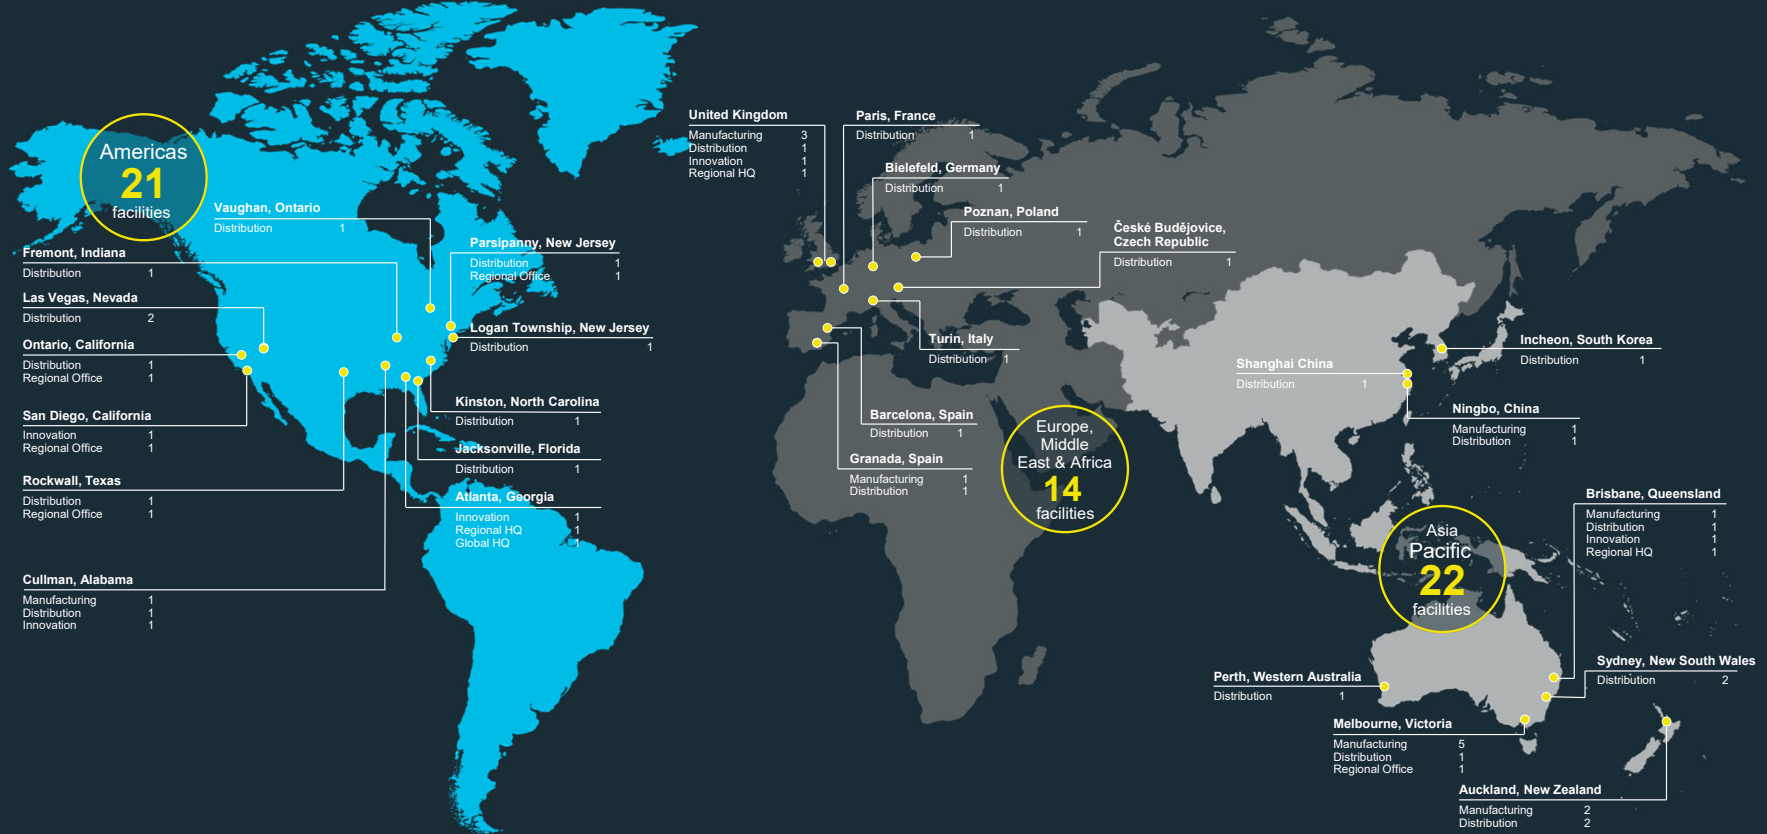 Americas
21
facilities
Vaughan, Ontario
Distribution 1
Fremont, Indiana
Distribution 1
Las Vegas, Nevada
Distribution 2
Ontario, California
Distribution 1
Regional Office 1
San Diego, California
Innovation 1
Regional Office 1
Rockwall, Texas
Distribution 1
Regional Office 1
Cullman, Alabama
Manufacturing 1
Distribution 1
Innovation 1
Parsipanny, New Jersey
Distribution 1
Regional Office 1
Logan Township, New Jersey
Distribution 1
Kinston, North Carolina
Distribution 1
Jacksonville, Florida
Distribution 1
Atlanta, Georgia
Innovation 1
Regional HQ 1
Global HQ 1
United Kingdom
Manufacturing 3
Distribution 1
Innovation 1
Regional HQ 1
Paris, France
Distribution 1
Bielefeld, Germany
Distribution 1
Poznan, Poland
Distribution 1
České Budějovice,
Czech Republic
Distribution 1
Turin, Italy
Distribution 1
Barcelona, Spain
Distribution 1
Granada, Spain
Manufacturing 1
Distribution 1
Europe,
Middle
East & Africa
14
facilities
Shanghai China
Distribution 1
Incheon, South Korea
Distribution 1
Ningbo, China
Manufacturing 1
Distribution 1
Asia
Pacific
22
facilities
Brisbane, Queensland
Manufacturing 1
Distribution 1
Innovation 1
Regional HQ 1
Sydney, New South Wales
Distribution 2
Perth, Western Australia
Distribution 1
Melbourne, Victoria
Manufacturing 5
Distribution 1
Regional Office 1
Auckland, New Zealand
Manufacturing 2
Distribution 2